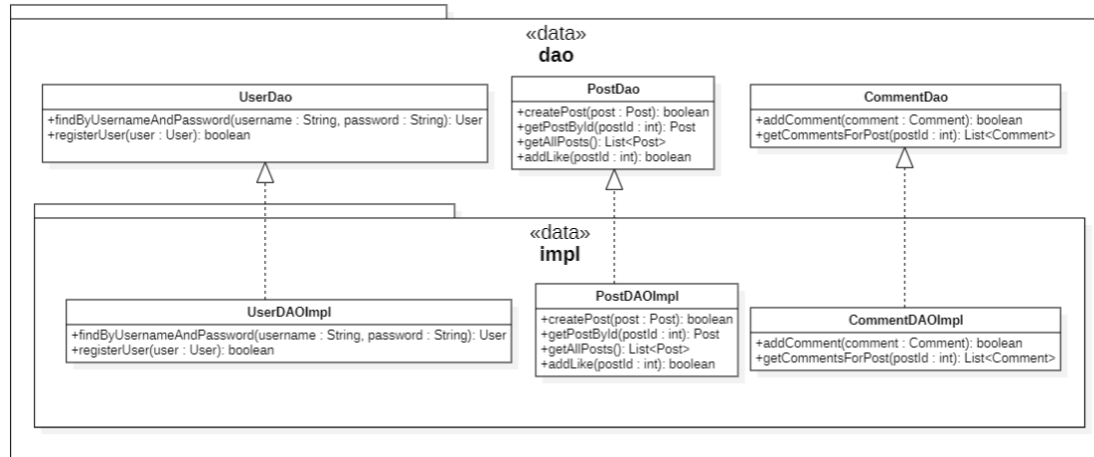 «data»
dao
UserDao
+findByUsernameAndPassword(username : String, password : String): User
+registerUser(user : User): boolean
PostDao
+createPost(post : Post): boolean
+getPostById(postId : int): Post
+getAllPosts(): List<Post>
+addLike(postId : int): boolean
CommentDao
+addComment(comment : Comment): boolean
+getCommentsForPost(postId : int): List<Comment>
«data»
impl
UserDAOImpl
+findByUsernameAndPassword(username : String, password : String): User
+registerUser(user : User): boolean
PostDAOImpl
+createPost(post : Post): boolean
+getPostById(postId : int): Post
+getAllPosts(): List<Post>
+addLike(postId : int): boolean
CommentDAOImpl
+addComment(comment : Comment): boolean
+getCommentsForPost(postId : int): List<Comment>